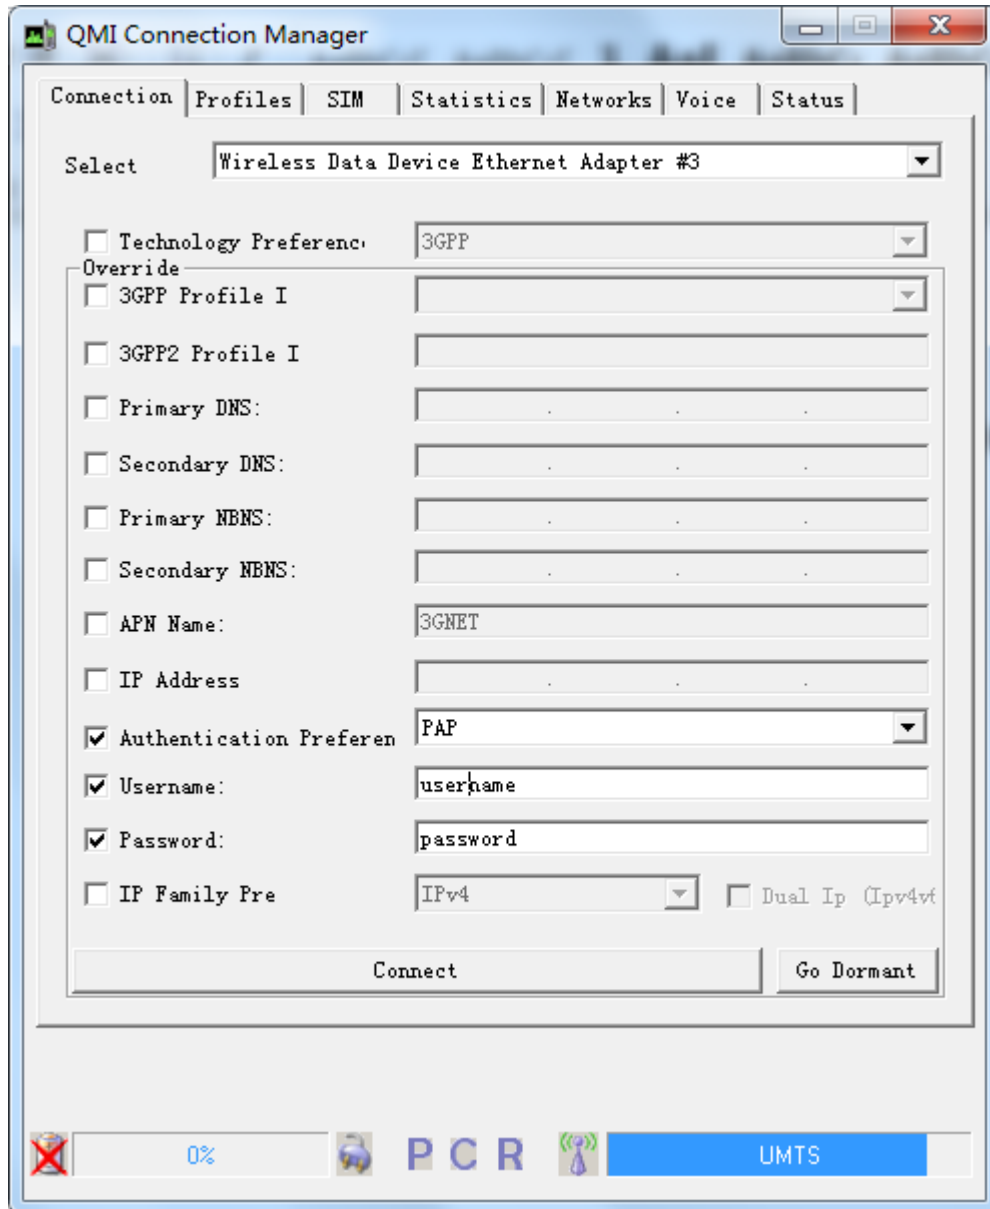 QMI Connection Manager
Connection Profiles SIM Statistics Networks Voice Status
Select Wireless Data Device Ethernet Adapter #3
Technology Preferenc 3GPP
Override
3GPP Profile I
3GPP2 Profile I
Primary DNS: . . .
Secondary DNS: . . .
Primary NBNS: . . .
Secondary NBNS: . . .
APN Name: 3GNET
IP Address . . .
Authentication Preferen PAP
Username: username
Password: password
IP Family Pre IPv4 Dual Ip (Ipv4v6
Connect Go Dormant
0% P C R UMTS